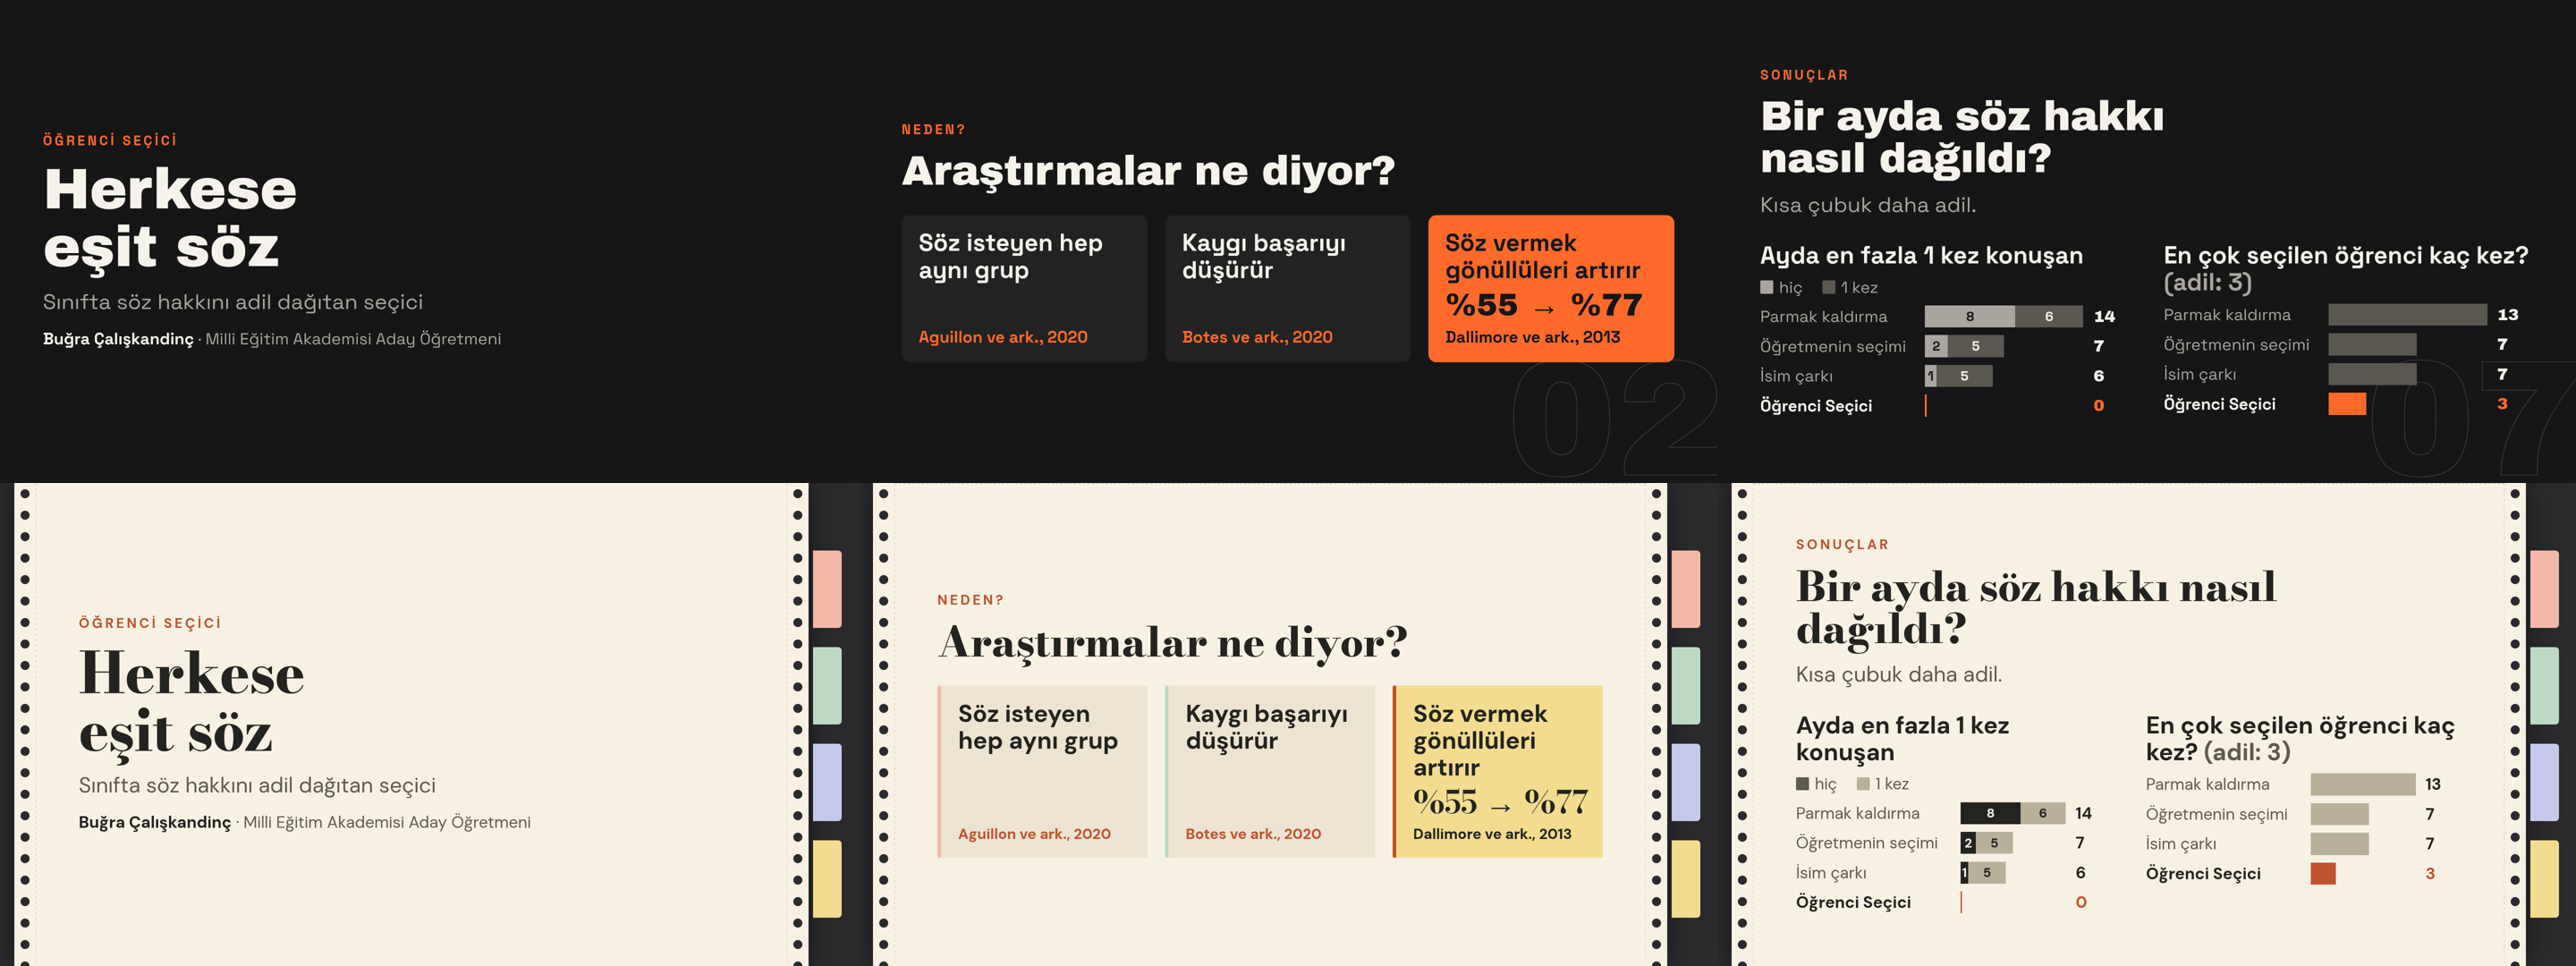 ÖĞRENCİ SEÇİCİ
Herkese
eşit söz
Sınıfta söz hakkını adil dağıtan seçici
Buğra Çalışkandinç · Milli Eğitim Akademisi Aday Öğretmeni
NEDEN?
Araştırmalar ne diyor?
Söz isteyen hep
aynı grup
Aguillon ve ark., 2020
Kaygı başarıyı
düşürür
Botes ve ark., 2020
Söz vermek
gönüllüleri artırır
%55 → %77
Dallimore ve ark., 2013
02
SONUÇLAR
Bir ayda söz hakkı
nasıl dağıldı?
Kısa çubuk daha adil.
Ayda en fazla 1 kez konuşan
hiç 1 kez
Parmak kaldırma 8 6 14
Öğretmenin seçimi 2 5 7
İsim çarkı 1 5 6
Öğrenci Seçici 0
En çok seçilen öğrenci kaç kez?
(adil: 3)
Parmak kaldırma 13
Öğretmenin seçimi 7
İsim çarkı 7
Öğrenci Seçici 3
07
ÖĞRENCİ SEÇİCİ
Herkese
eşit söz
Sınıfta söz hakkını adil dağıtan seçici
Buğra Çalışkandinç · Milli Eğitim Akademisi Aday Öğretmeni
NEDEN?
Araştırmalar ne diyor?
Söz isteyen
hep aynı grup
Aguillon ve ark., 2020
Kaygı başarıyı
düşürür
Botes ve ark., 2020
Söz vermek
gönüllüleri
artırır
%55 → %77
Dallimore ve ark., 2013
SONUÇLAR
Bir ayda söz hakkı nasıl
dağıldı?
Kısa çubuk daha adil.
Ayda en fazla 1 kez
konuşan
hiç 1 kez
Parmak kaldırma 8 6 14
Öğretmenin seçimi 2 5 7
İsim çarkı 1 5 6
Öğrenci Seçici 0
En çok seçilen öğrenci kaç
kez? (adil: 3)
Parmak kaldırma 13
Öğretmenin seçimi 7
İsim çarkı 7
Öğrenci Seçici 3